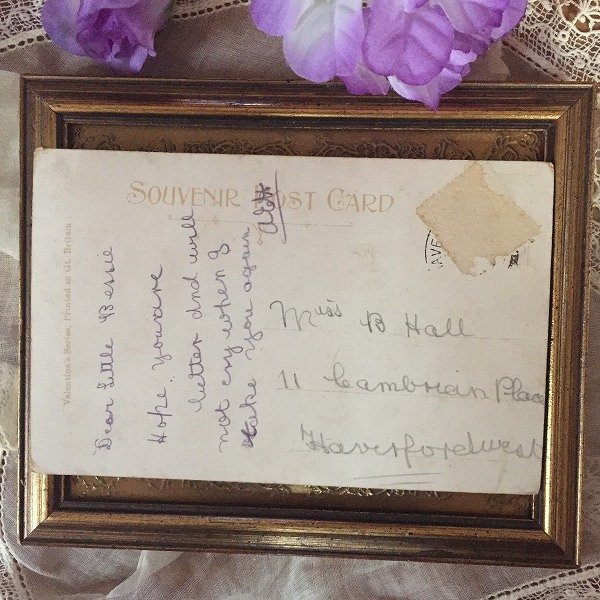 SOUVENIR POST CARD
Valentine's Series, Printed in Gt. Britain
Dear Little Bessie
Hope you are
better and will
not cry when I
take you again
AVE
Miss B Hall
11 Cambrian Place
Haverfordwest